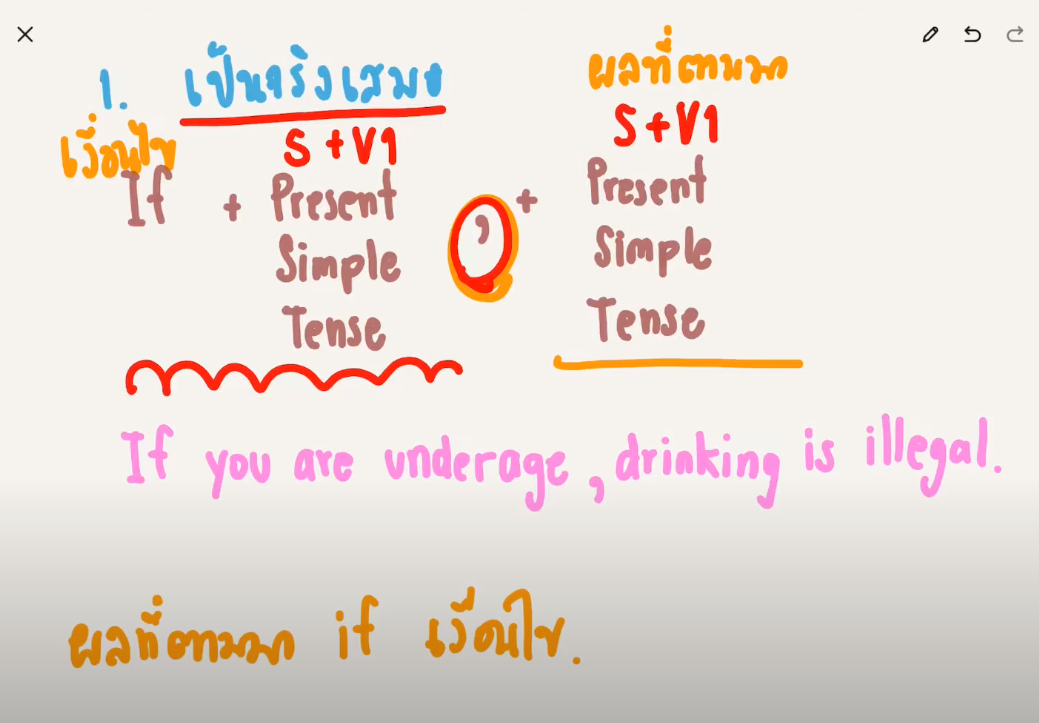 1. เป็นจริงเสมอ
ผลที่ตามมา
เงื่อนไข
S + V1
S + V1
If + Present , + Present
Simple Simple
Tense Tense
If you are underage, drinking is illegal.
ผลที่ตามมา if เงื่อนไข.